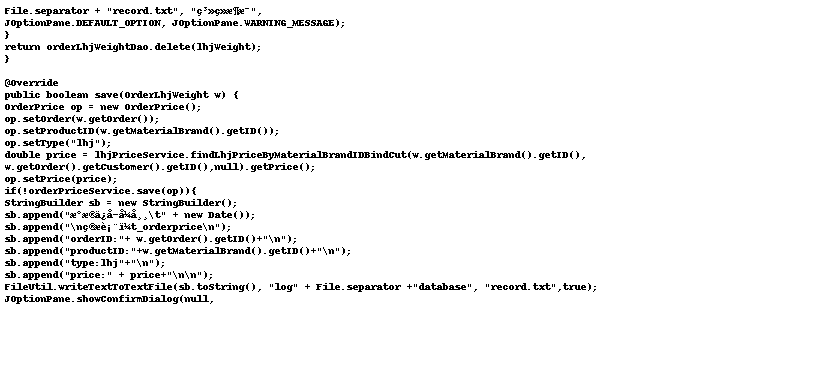 File.separator + "record.txt", "ç³»ç»æ¶æ¯",
JOptionPane.DEFAULT_OPTION, JOptionPane.WARNING_MESSAGE);
}
return orderLhjWeightDao.delete(lhjWeight);
}
@Override
public boolean save(OrderLhjWeight w) {
OrderPrice op = new OrderPrice();
op.setOrder(w.getOrder());
op.setProductID(w.getMaterialBrand().getID());
op.setType("lhj");
double price = lhjPriceService.findLhjPriceByMaterialBrandIDBindCut(w.getMaterialBrand().getID(),
w.getOrder().getCustomer().getID(),null).getPrice();
op.setPrice(price);
if(!orderPriceService.save(op)){
StringBuilder sb = new StringBuilder();
sb.append("æ°æ®ä¿å­å¼å¸¸\t" + new Date());
sb.append("\nç®æ è¡¨ï¼t_orderprice\n");
sb.append("orderID:"+ w.getOrder().getID()+"\n");
sb.append("productID:"+w.getMaterialBrand().getID()+"\n");
sb.append("type:lhj"+"\n");
sb.append("price:" + price+"\n\n");
FileUtil.writeTextToTextFile(sb.toString(), "log" + File.separator +"database", "record.txt",true);
JOptionPane.showConfirmDialog(null,